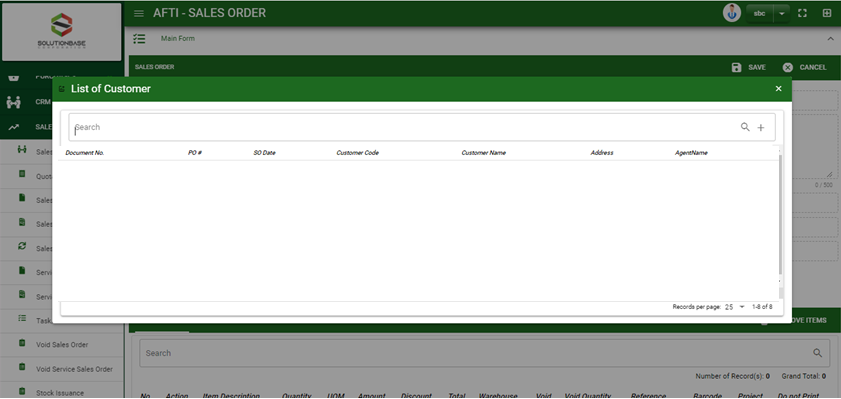 SOLUTIONBASE
CORPORATION
AFTI - SALES ORDER
sbc
Main Form
SALES ORDER
SAVE
CANCEL
CRM
SALE
Sales
Quot
Sales
Sales
Sales
Servi
Servi
Task
Void Sales Order
Void Service Sales Order
Stock Issuance
List of Customer
Search
Document No. PO # SO Date Customer Code Customer Name Address AgentName
Records per page: 25 1-8 of 8
0 / 500
OVE ITEMS
Search
Number of Record(s): 0 Grand Total: 0
No. Action Item Description Quantity UOM Amount Discount Total Warehouse Void Void Quantity Reference Barcode Project Do not Print